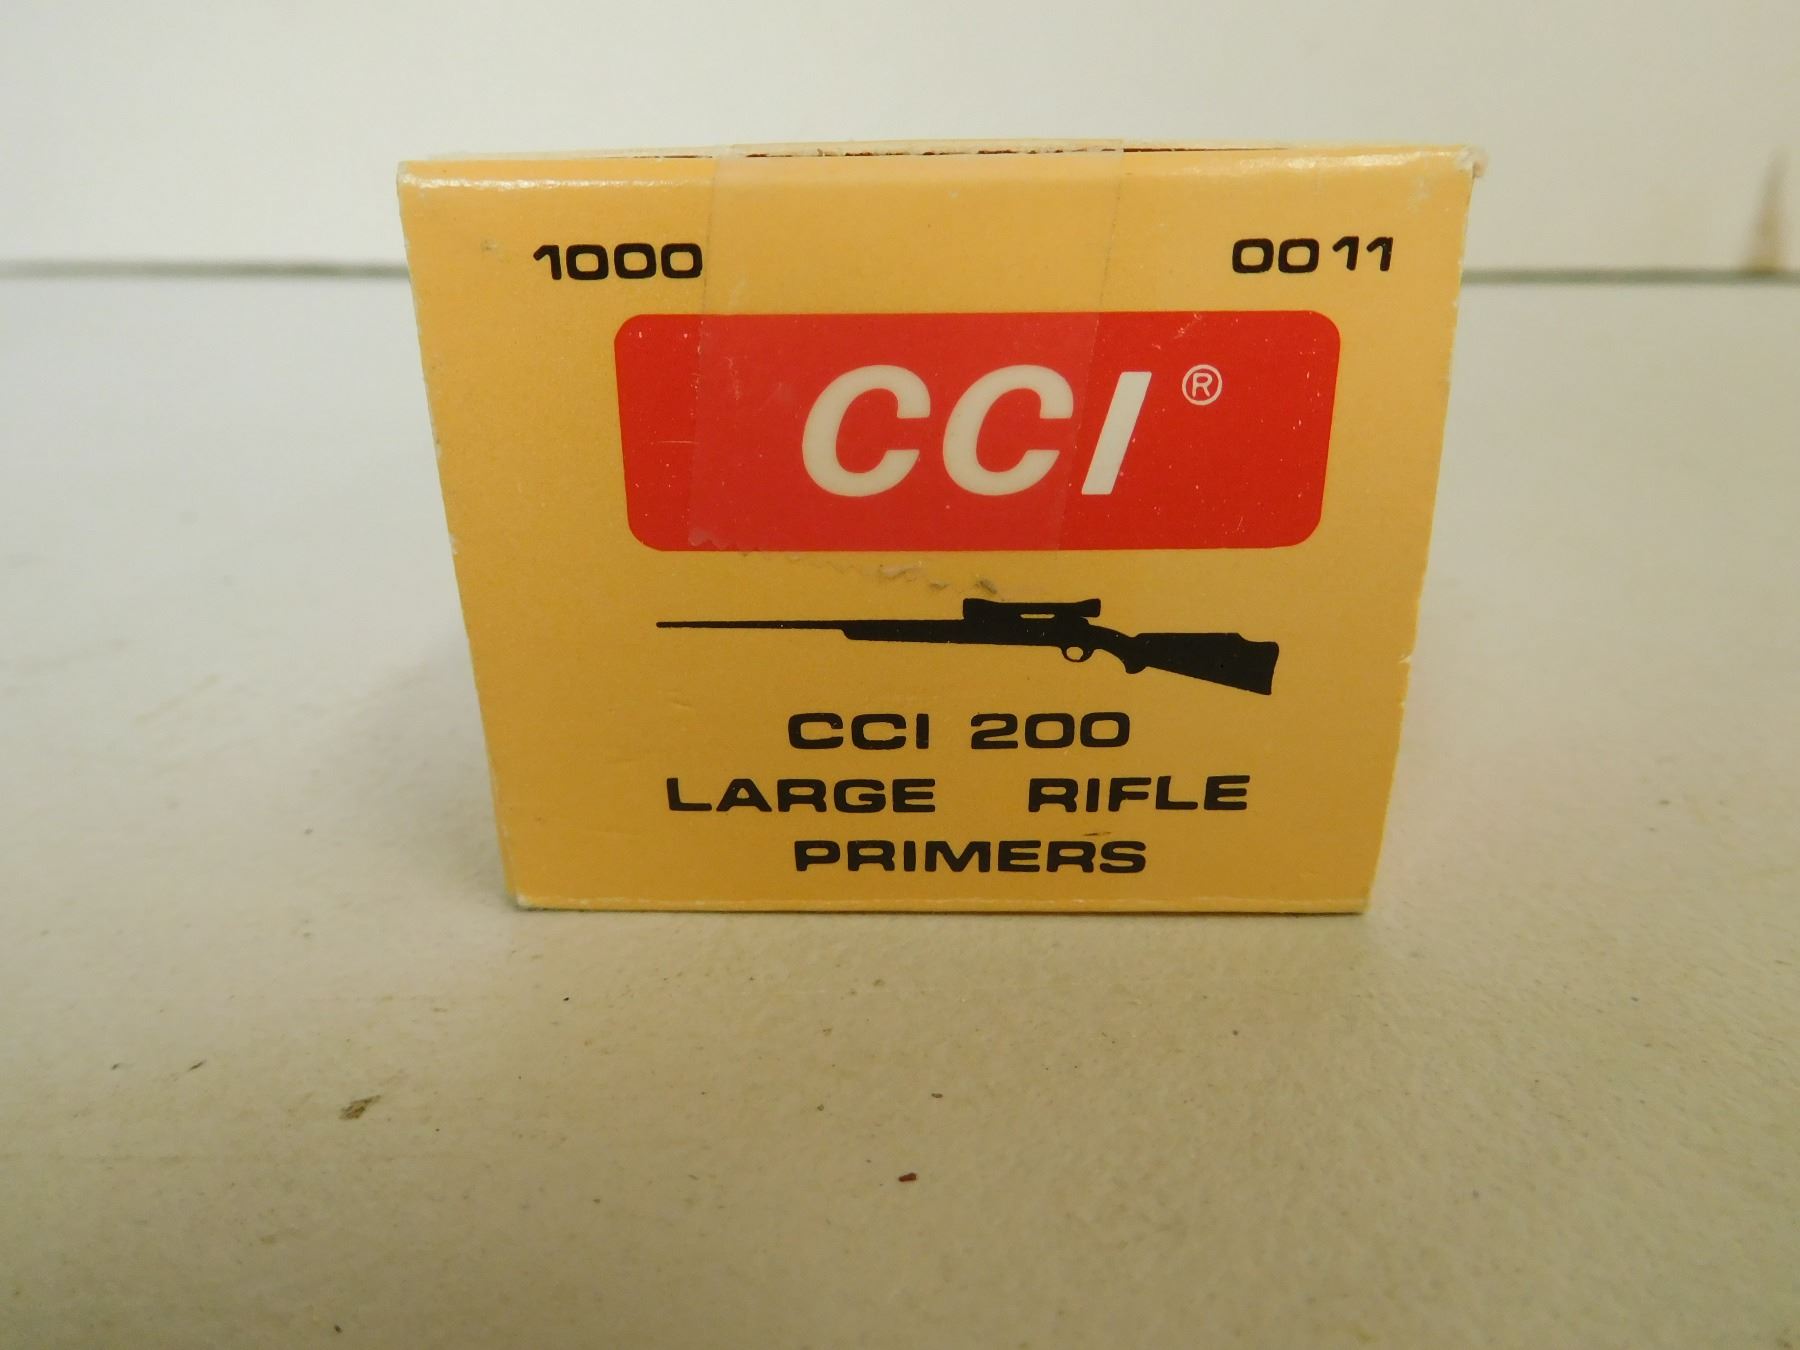 1000 0011
CCI®
CCI 200
LARGE RIFLE
PRIMERS